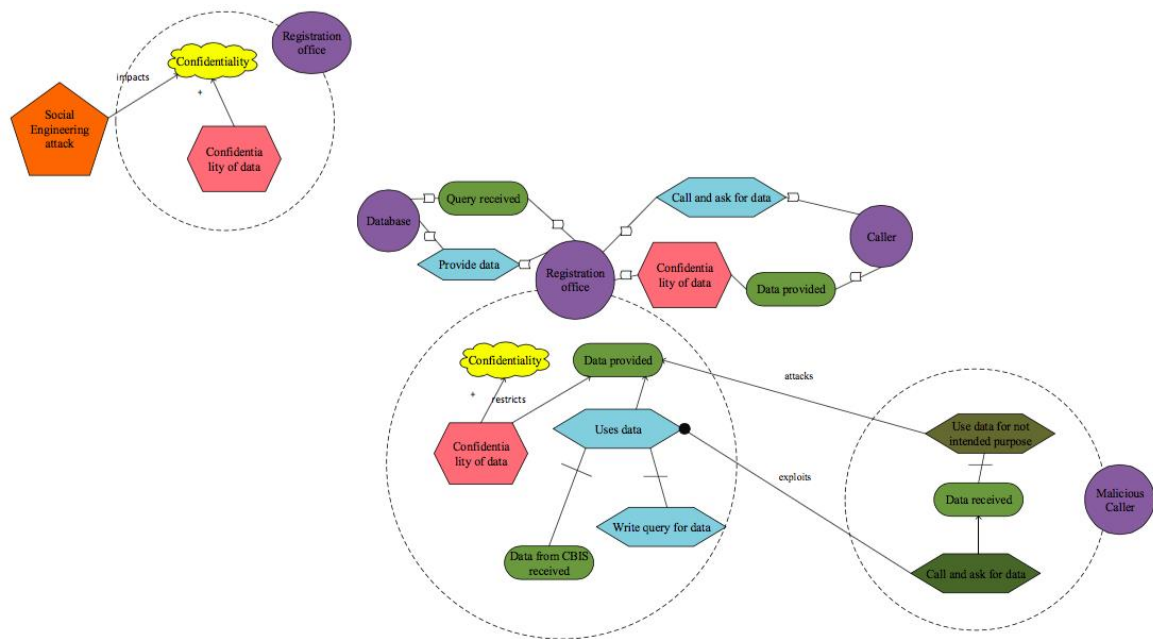 Registration
office
Confidentiality
impacts
+
Social
Engineering
attack
Confidentia
lity of data
Query received
Call and ask for data
Database
Caller
Provide data
Registration
office
Confidentia
lity of data
Data provided
Confidentiality
Data provided
attacks
+
restricts
Uses data
Use data for not
intended purpose
Confidentia
lity of data
exploits
Data received
Malicious
Caller
Write query for data
Data from CBIS
received
Call and ask for data